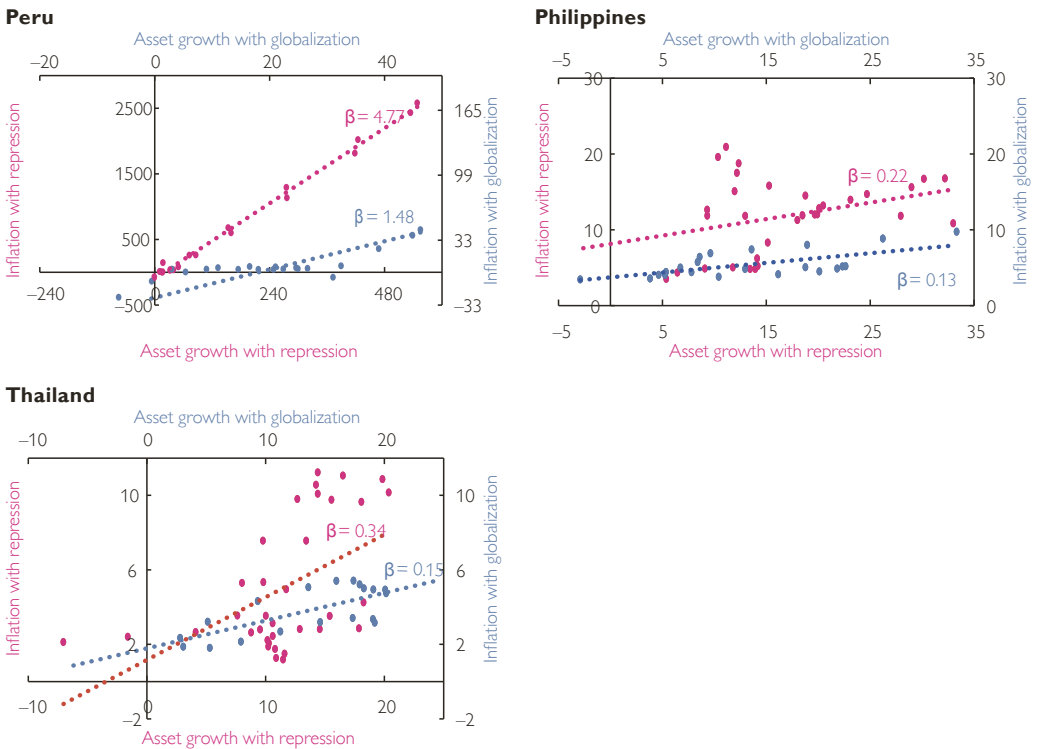 Peru
Asset growth with globalization
–20 0 20 40
Inflation with repression
Inflation with globalization
2500 165
β = 4.77
1500 99
β = 1.48
500 33
–240 0 240 480
–500 –33
Asset growth with repression
Philippines
Asset growth with globalization
–5 5 15 25 35
Inflation with repression
Inflation with globalization
30 30
20 20
β = 0.22
10 10
β = 0.13
0 0
–5 5 15 25 35
Asset growth with repression
Thailand
Asset growth with globalization
–10 0 10 20
Inflation with repression
Inflation with globalization
10 10
β = 0.34
6 6
β = 0.15
2 2
–10 0 10 20
–2 –2
Asset growth with repression